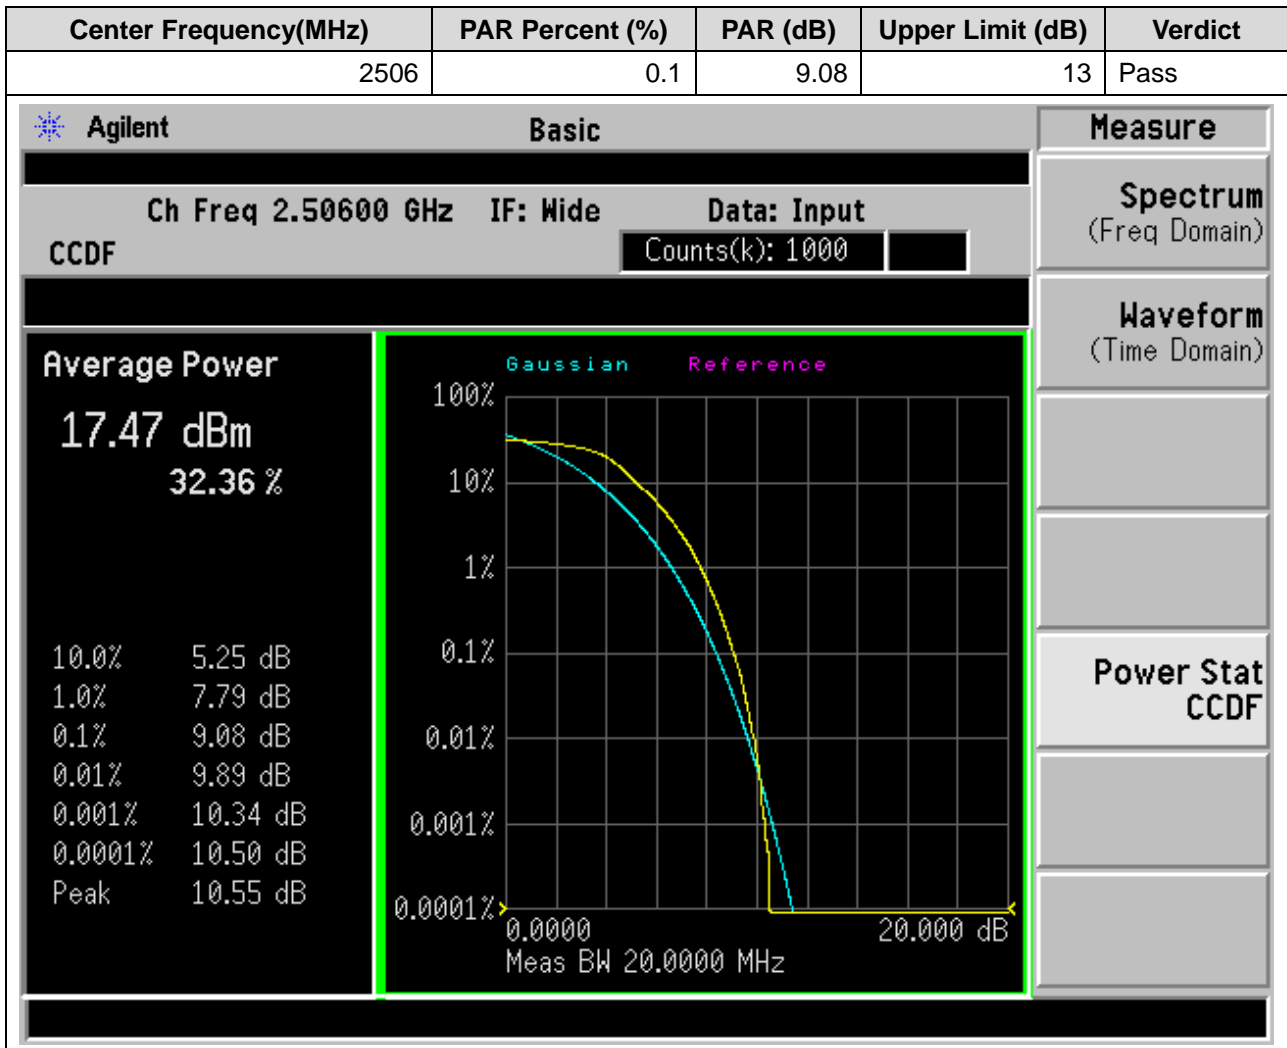 Center Frequency(MHz) PAR Percent (%) PAR (dB) Upper Limit (dB) Verdict
2506 0.1 9.08 13 Pass
Agilent Basic Measure
Ch Freq 2.50600 GHz IF: Wide Data: Input
CCDF Counts(k): 1000
Spectrum
(Freq Domain)
Waveform
(Time Domain)
Power Stat
CCDF
Average Power
17.47 dBm
32.36 %
10.0% 5.25 dB
1.0% 7.79 dB
0.1% 9.08 dB
0.01% 9.89 dB
0.001% 10.34 dB
0.0001% 10.50 dB
Peak 10.55 dB
Gaussian Reference
100%
10%
1%
0.1%
0.01%
0.001%
0.0001%
0.0000 20.000 dB
Meas BW 20.0000 MHz